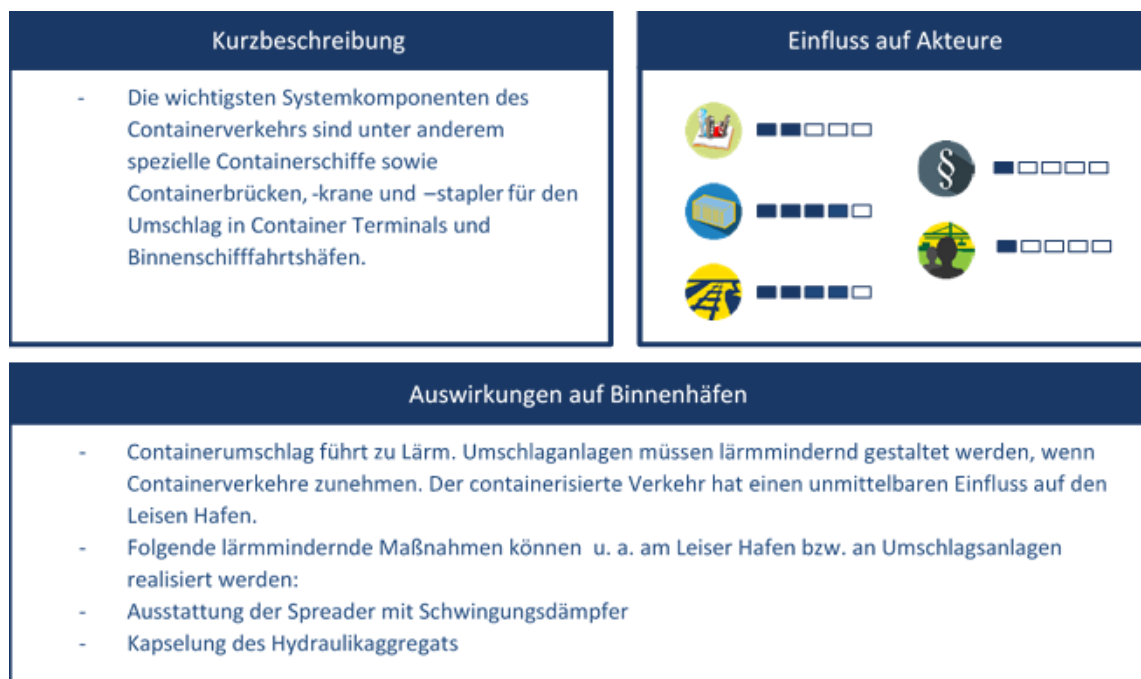 Kurzbeschreibung
- Die wichtigsten Systemkomponenten des
Containerverkehrs sind unter anderem
spezielle Containerschiffe sowie
Containerbrücken, -krane und –stapler für den
Umschlag in Container Terminals und
Binnenschifffahrtshäfen.
Einfluss auf Akteure
§
Auswirkungen auf Binnenhäfen
- Containerumschlag führt zu Lärm. Umschlaganlagen müssen lärmmindernd gestaltet werden, wenn
Containerverkehre zunehmen. Der containerisierte Verkehr hat einen unmittelbaren Einfluss auf den
Leisen Hafen.
- Folgende lärmmindernde Maßnahmen können u. a. am Leiser Hafen bzw. an Umschlagsanlagen
realisiert werden:
- Ausstattung der Spreader mit Schwingungsdämpfer
- Kapselung des Hydraulikaggregats